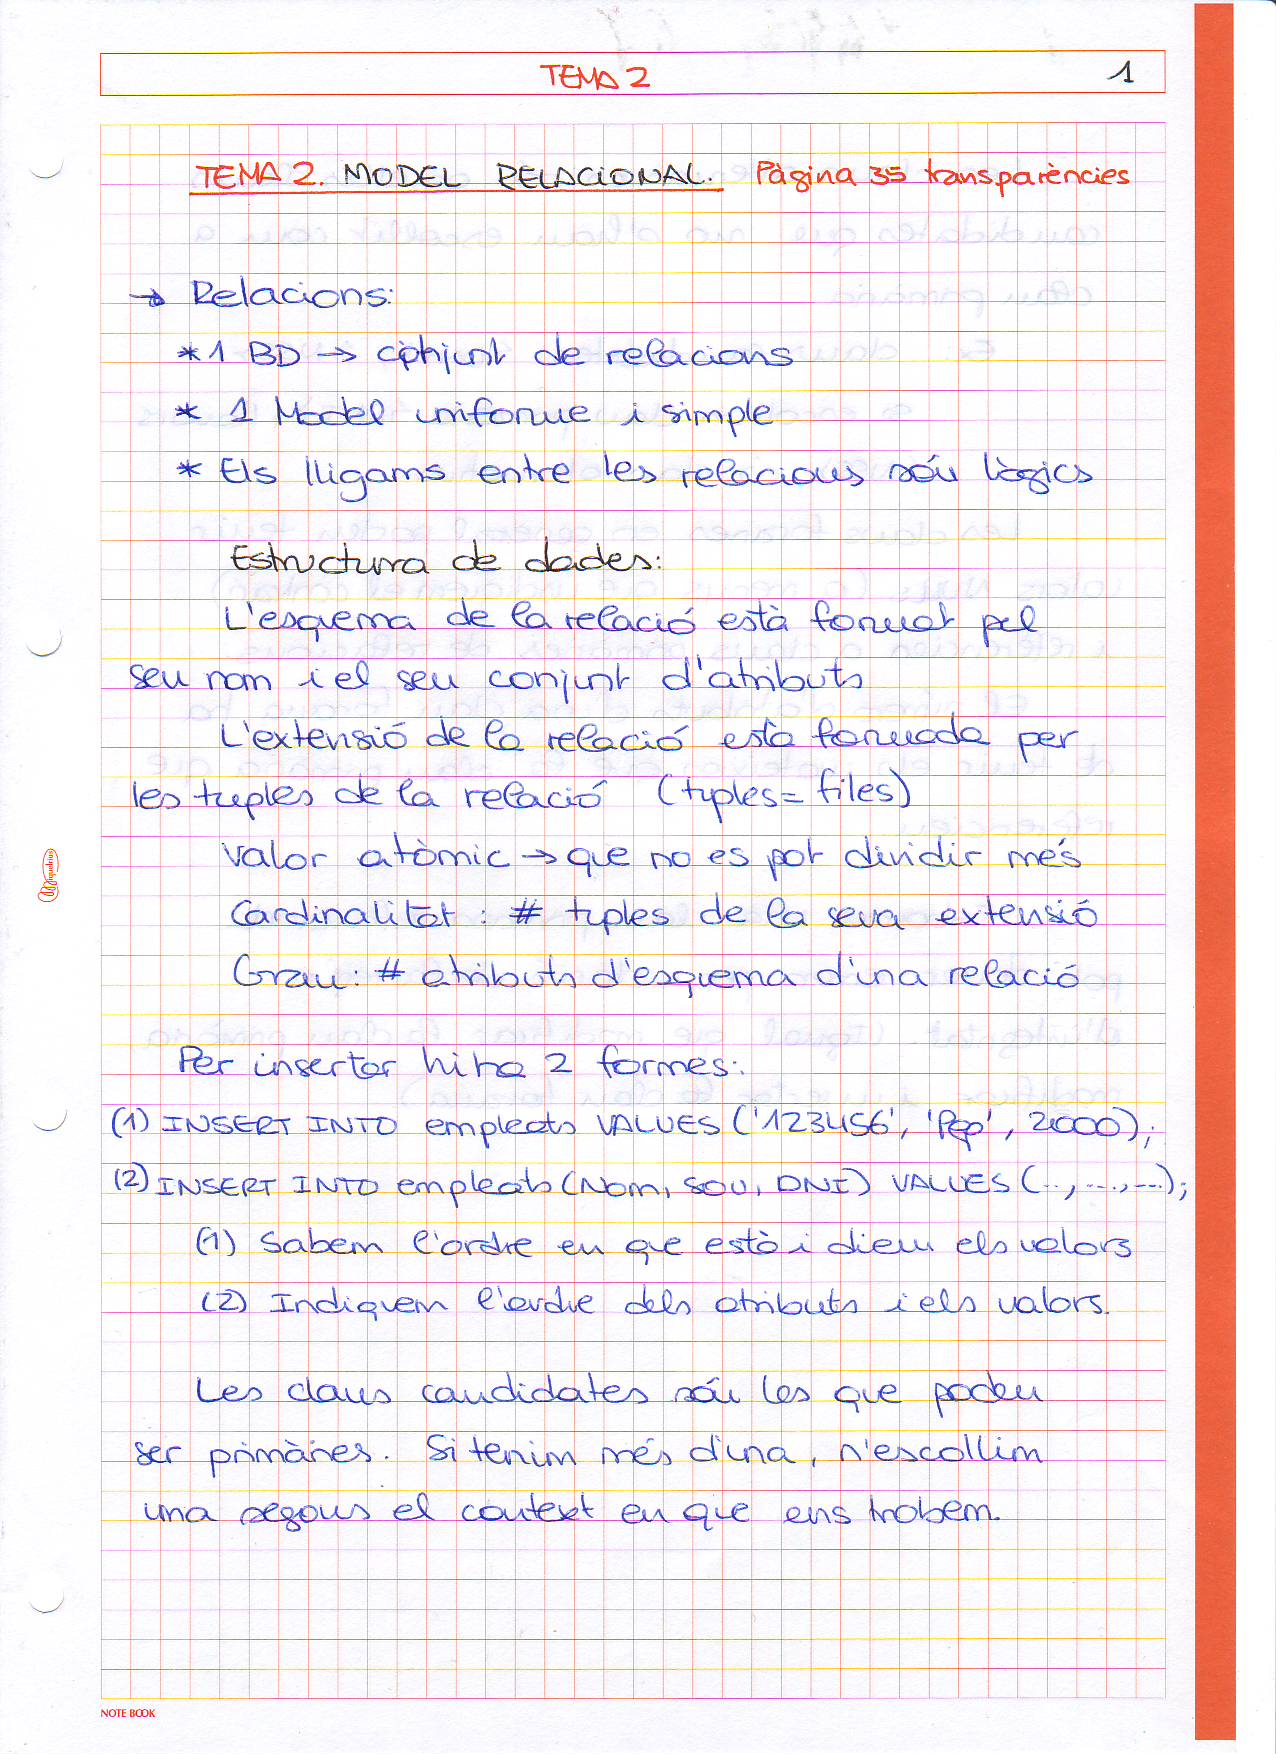 TEMA 2 1
TEMA 2. MODEL RELACIONAL. Pàgina 35 transparències
→ Relacions:
* 1 BD → conjunt de relacions
* 1 Model uniforme i simple
* Els lligams entre les relacions són lògics
Estructura de dades:
L'esquema de la relació està format pel
seu nom i el seu conjunt d'atributs
L'extensió de la relació està formada per
les tuples de la relació (tuples = files)
Valor atòmic → que no es pot dividir més
Cardinalitat: # tuples de la seva extensió
Grau: # atributs d'esquema d'una relació
Per insertar hi ha 2 formes:
(1) INSERT INTO empleats VALUES ('123456', 'Pep', 2000);
(2) INSERT INTO empleats (Nom, SOU, DNI) VALUES (..., ..., ...);
(1) Sabem l'ordre en que està i diem els valors
(2) Indiquem l'ordre dels atributs i els valors.
Les claus candidates són les que poden
ser primàries. Si tenim més d'una, n'escollim
una segons el context en que ens trobem.
Miquelrius
NOTE BOOK